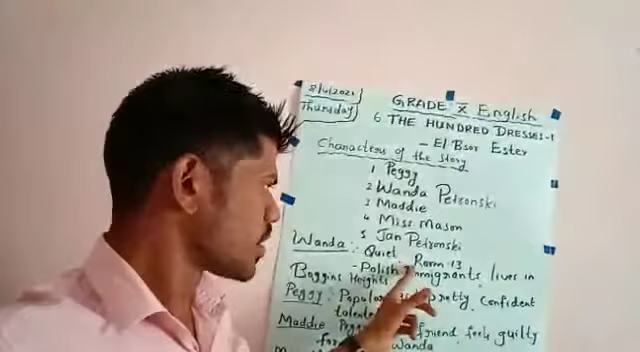 8/4/2021
Thursday
GRADE X English
6 THE HUNDRED DRESSES-1
- El Bsor Ester
Characters of the story
1 Peggy
2 Wanda Petronski
3 Maddie
4 Miss Mason
5 Jan Petronski
Wanda : Quiet Room 13
- Polish immigrants, lives in
Boggins Heights
Peggy : pretty, Confident
Maddie friend feels guilty
Wanda